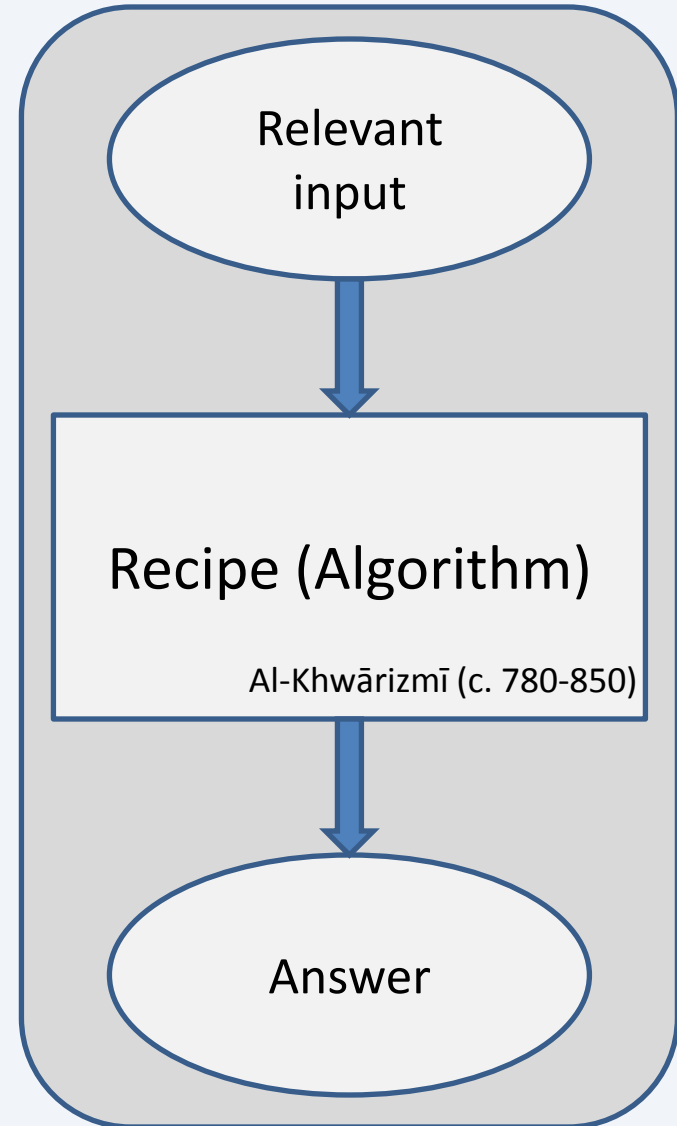 Relevant
input
Recipe (Algorithm)
Al-Khwārizmī (c. 780-850)
Answer